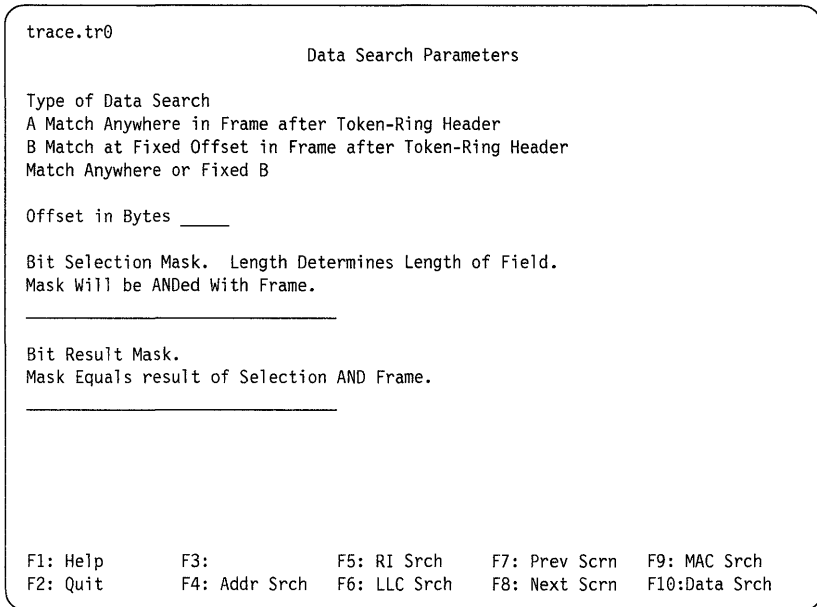 trace.tr0
Data Search Parameters
Type of Data Search
A Match Anywhere in Frame after Token-Ring Header
B Match at Fixed Offset in Frame after Token-Ring Header
Match Anywhere or Fixed B
Offset in Bytes _____
Bit Selection Mask.  Length Determines Length of Field.
Mask Will be ANDed With Frame.
________________________________
Bit Result Mask.
Mask Equals result of Selection AND Frame.
________________________________
F1: Help F3: F5: RI Srch F7: Prev Scrn F9: MAC Srch
F2: Quit F4: Addr Srch F6: LLC Srch F8: Next Scrn F10:Data Srch